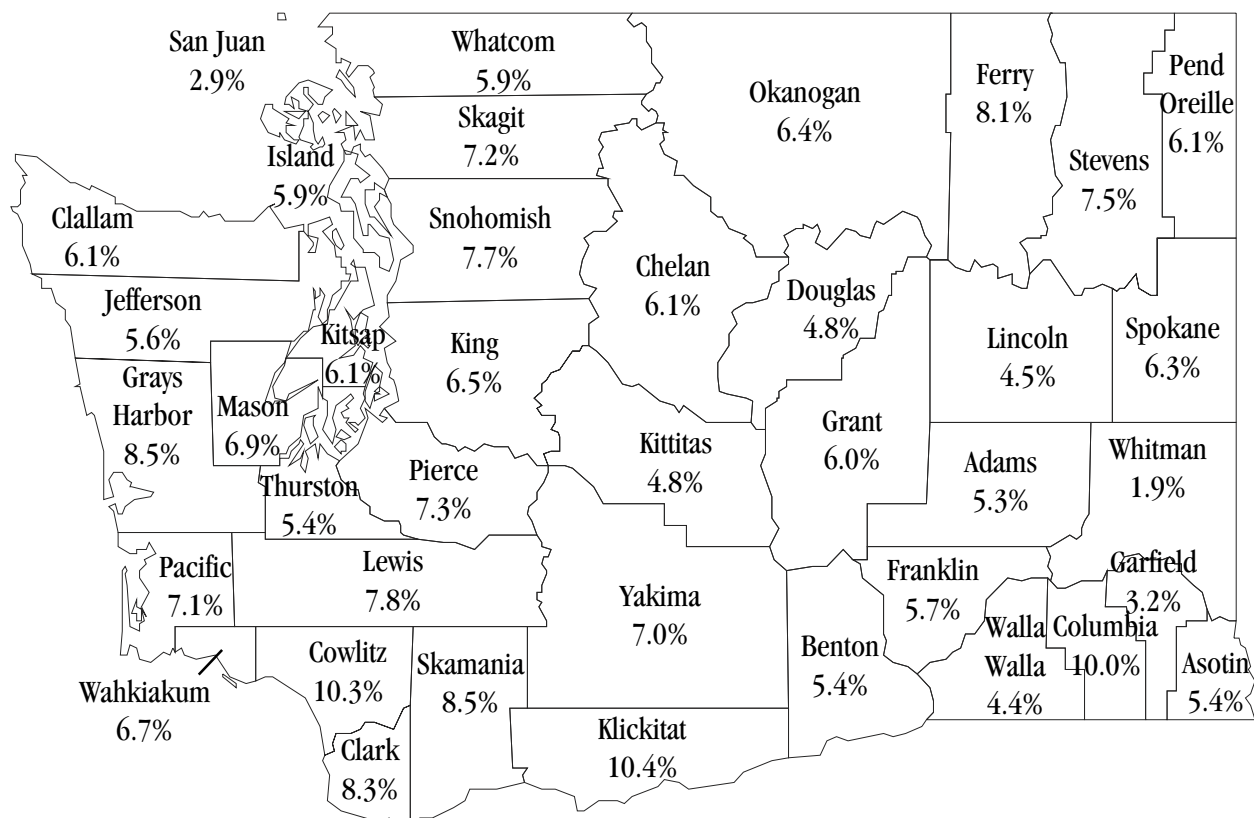 San Juan
2.9%
Whatcom
5.9%
Skagit
7.2%
Okanogan
6.4%
Ferry
8.1%
Pend
Oreille
6.1%
Stevens
7.5%
Island
5.9%
Clallam
6.1%
Snohomish
7.7%
Chelan
6.1%
Douglas
4.8%
Jefferson
5.6%
Kitsap
6.1%
King
6.5%
Lincoln
4.5%
Spokane
6.3%
Grays
Harbor
8.5%
Mason
6.9%
Kittitas
4.8%
Grant
6.0%
Adams
5.3%
Whitman
1.9%
Thurston
5.4%
Pierce
7.3%
Pacific
7.1%
Lewis
7.8%
Yakima
7.0%
Franklin
5.7%
Garfield
3.2%
Walla
Walla
4.4%
Columbia
10.0%
Benton
5.4%
Asotin
5.4%
Wahkiakum
6.7%
Cowlitz
10.3%
Skamania
8.5%
Clark
8.3%
Klickitat
10.4%